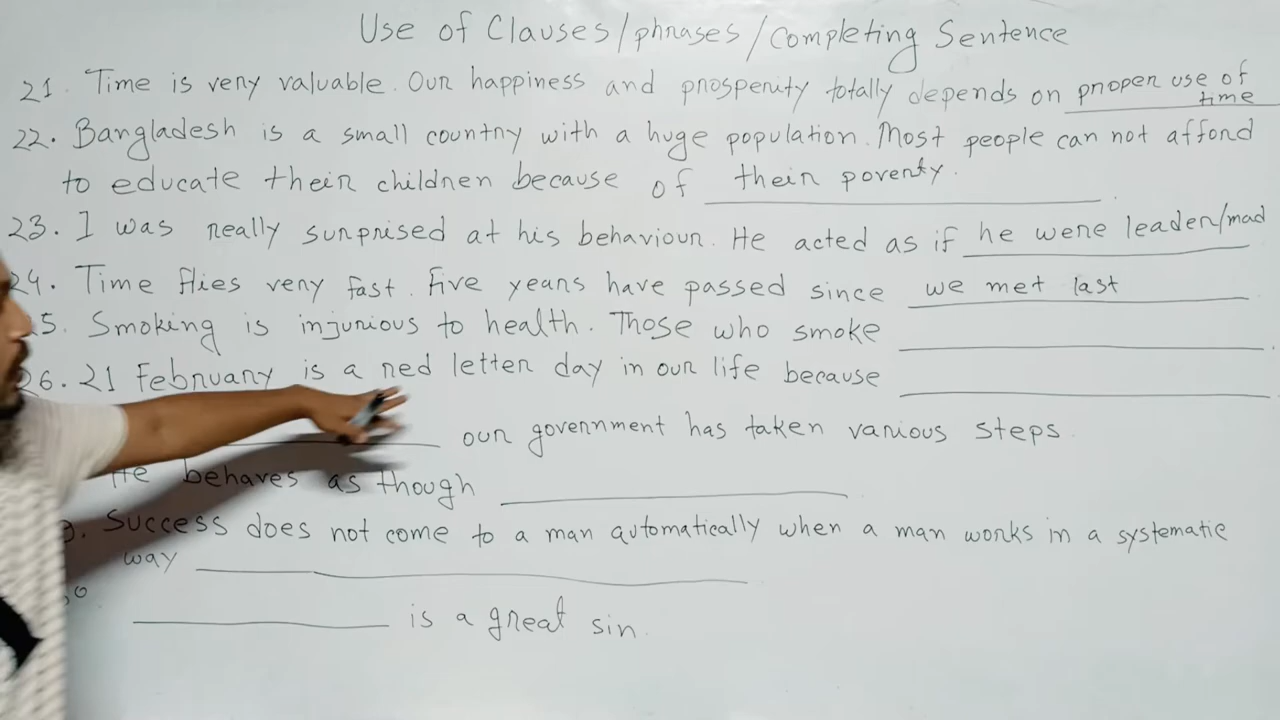 Use of Clauses/phrases/Completing Sentence
21. Time is very valuable. Our happiness and prosperity totally depends on proper use of
time
22. Bangladesh is a small country with a huge population. Most people can not afford
to educate their children because of their poverty.
23. I was really surprised at his behaviour. He acted as if he were leader/mad
24. Time flies very fast. Five years have passed since we met last
5. Smoking is injurious to health. Those who smoke
26. 21 February is a red letter day in our life because
our government has taken various steps.
He behaves as though
9. Success does not come to a man automatically when a man works in a systematic
way
30
is a great sin.